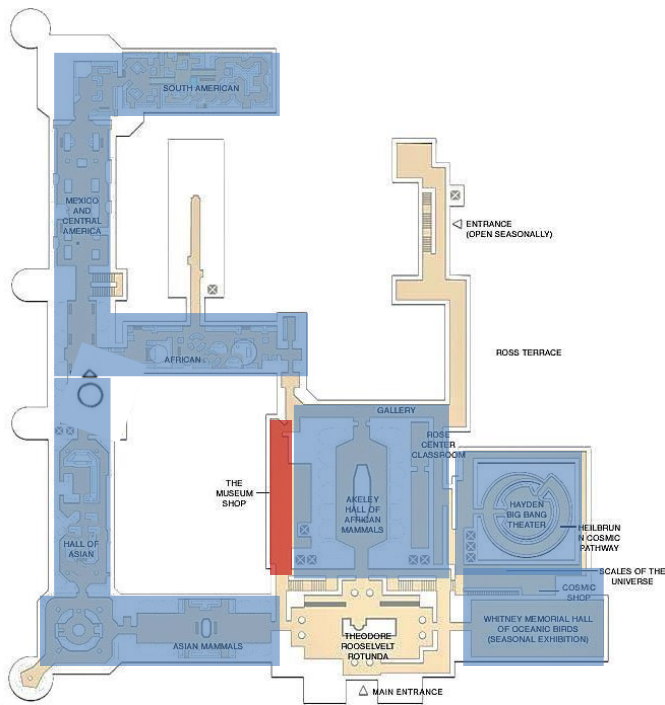 SOUTH AMERICAN
MEXICO
AND
CENTRAL
AMERICA
ENTRANCE
(OPEN SEASONALLY)
ROSS TERRACE
AFRICAN
GALLERY
ROSE
CENTER
CLASSROOM
THE
MUSEUM
SHOP
AKELEY
HALL OF
AFRICAN
MAMMALS
HAYDEN
BIG BANG
THEATER
HEILBRUN
N COSMIC
PATHWAY
HALL OF
ASIAN
SCALES OF THE
UNIVERSE
COSMIC
SHOP
ASIAN MAMMALS
THEODORE
ROOSELVELT
ROTUNDA
WHITNEY MEMORIAL HALL
OF OCEANIC BIRDS
(SEASONAL EXHIBITION)
MAIN ENTRANCE